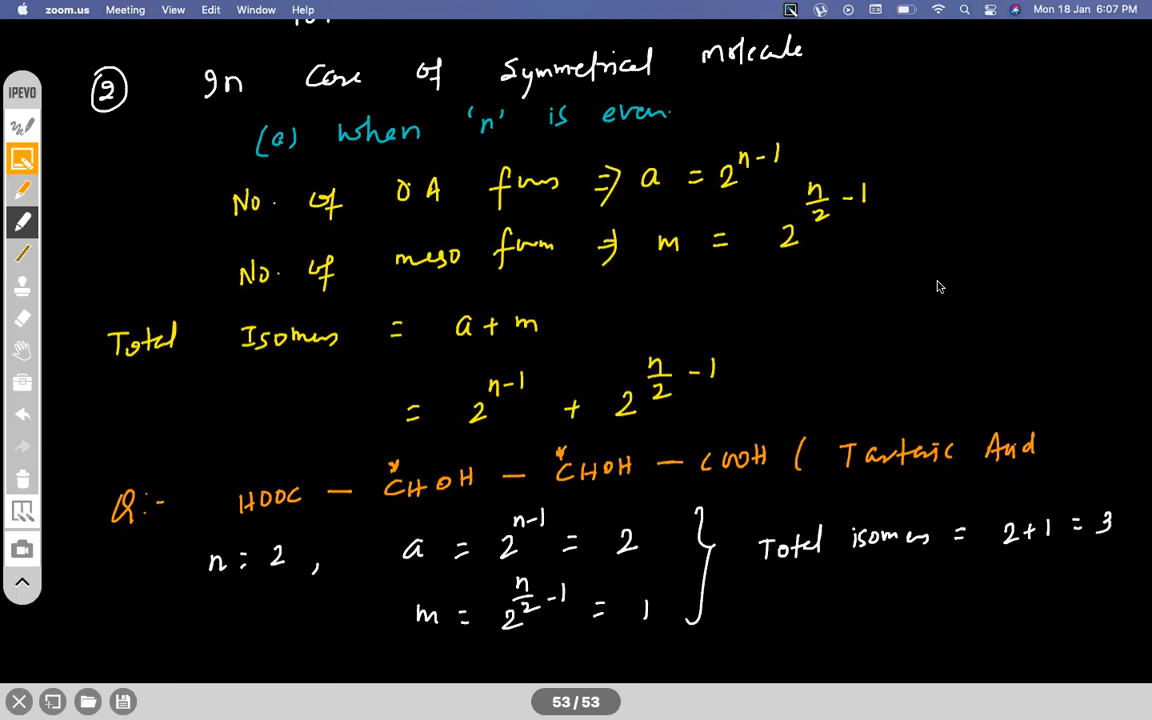 zoom.us Meeting View Edit Window Help Mon 18 Jan 6:07 PM
IPEVO
② In Case of Symmetrical molecule
(a) when 'n' is even.
No. of OA forms ⇒ a = 2^{n-1}
No. of meso form ⇒ m = 2^{n/2 - 1}
Total Isomers = a + m
= 2^{n-1} + 2^{n/2 - 1}
Q:- HOOC – C*HOH – C*HOH – COOH ( Tartaric Acid
n = 2 , a = 2^{n-1} = 2 } Total isomers = 2+1 = 3
m = 2^{n/2 - 1} = 1
53 / 53